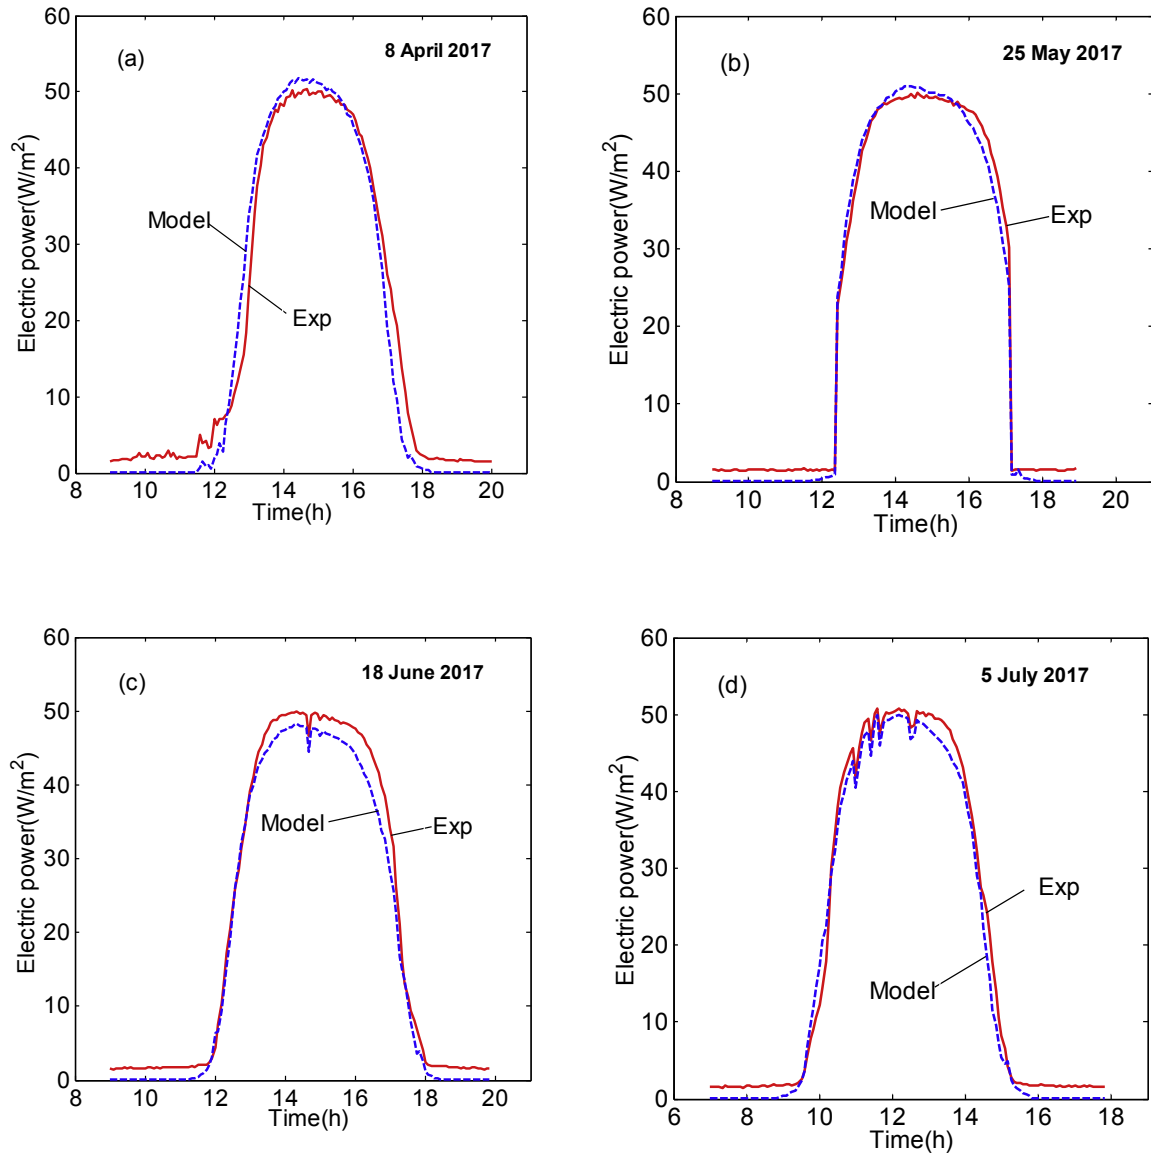 (a)
8 April 2017
Electric power(W/m²)
60
50
40
30
20
10
0
Model
Exp
8 10 12 14 16 18 20
Time(h)
(b)
25 May 2017
Electric power(W/m²)
60
50
40
30
20
10
0
Model
Exp
8 10 12 14 16 18 20
Time(h)
(c)
18 June 2017
Electric power(W/m²)
60
50
40
30
20
10
0
Model
Exp
8 10 12 14 16 18 20
Time(h)
(d)
5 July 2017
Electric power(W/m²)
60
50
40
30
20
10
0
Exp
Model
6 8 10 12 14 16 18
Time(h)